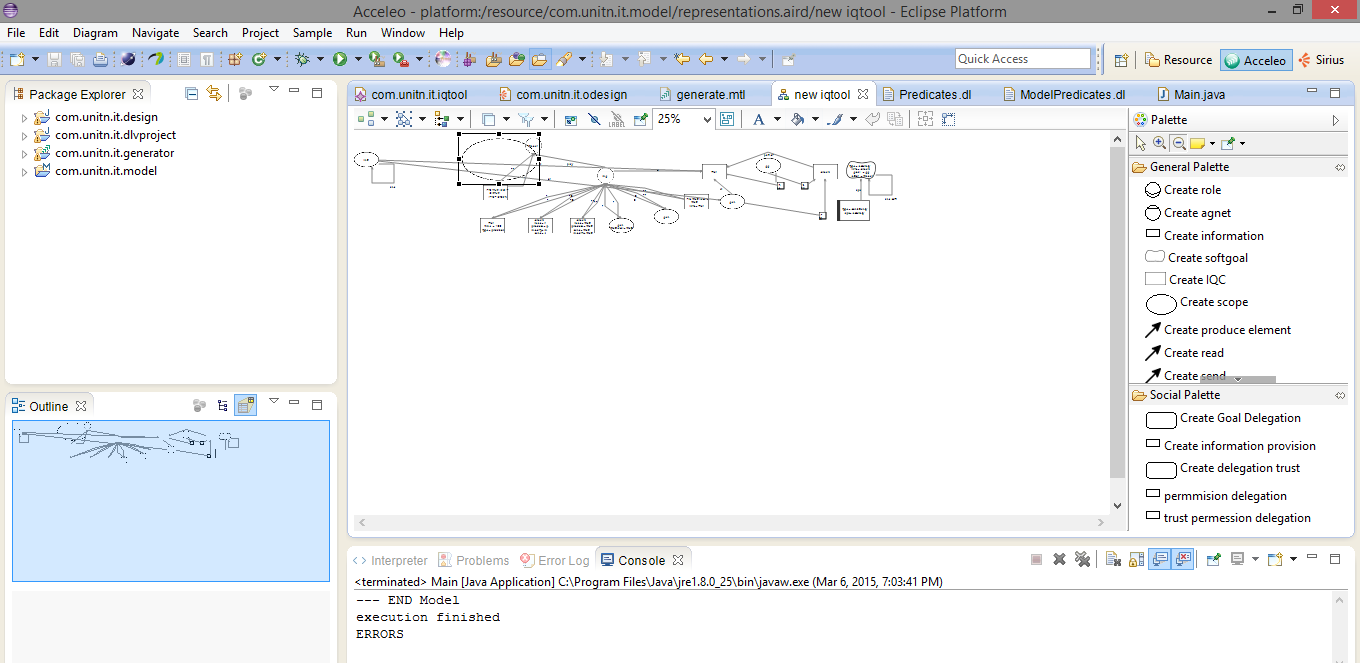 Acceleo - platform:/resource/com.unitn.it.model/representations.aird/new iqtool - Eclipse Platform
File Edit Diagram Navigate Search Project Sample Run Window Help
Quick Access
Resource Acceleo Sirius
Package Explorer
com.unitn.it.design
com.unitn.it.dlvproject
com.unitn.it.generator
com.unitn.it.model
Outline
com.unitn.it.iqtool com.unitn.it.odesign generate.mtl new iqtool Predicates.dl ModelPredicates.dl Main.java
LABEL 25% A
Palette
General Palette
Create role
Create agnet
Create information
Create softgoal
Create IQC
Create scope
Create produce element
Create read
Create send
Social Palette
Create Goal Delegation
Create information provision
Create delegation trust
permmision delegation
trust permession delegation
Interpreter Problems Error Log Console
<terminated> Main [Java Application] C:\Program Files\Java\jre1.8.0_25\bin\javaw.exe (Mar 6, 2015, 7:03:41 PM)
--- END Model
execution finished
ERRORS